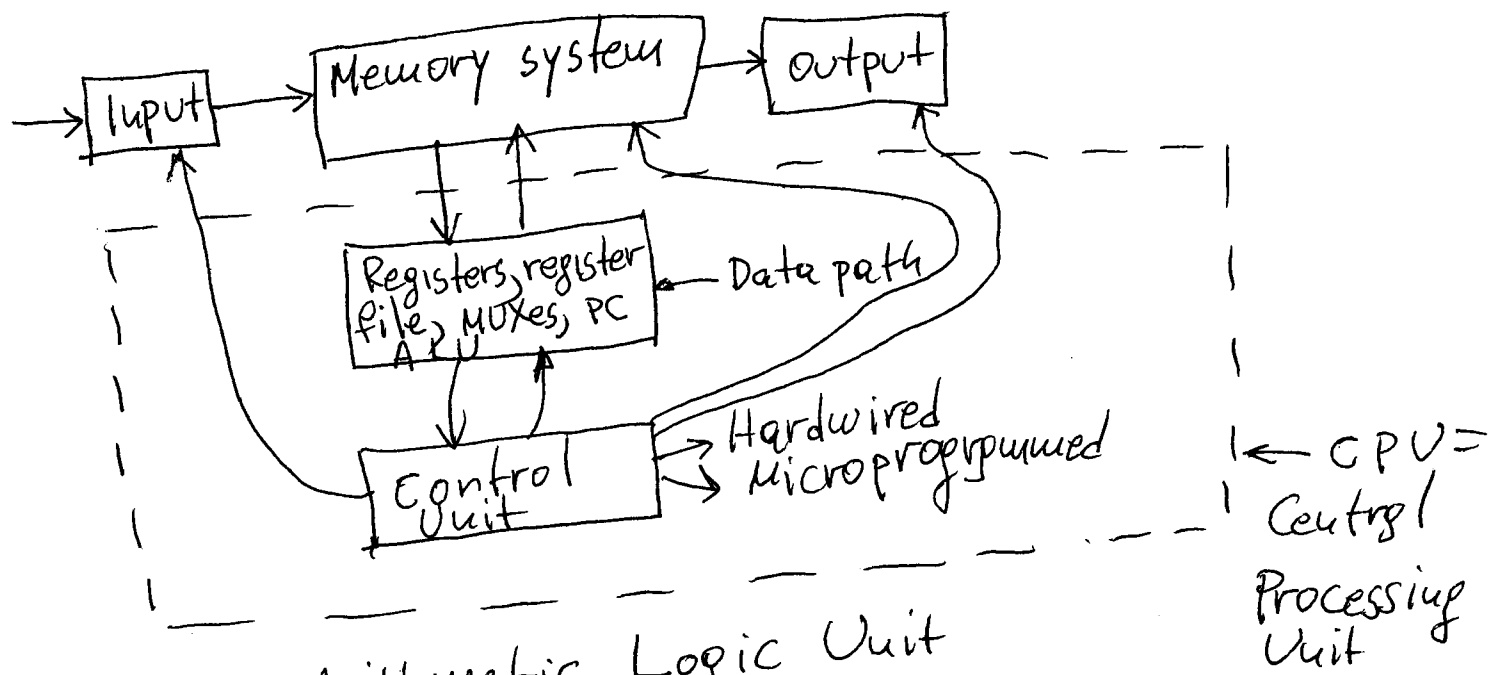 Input
Memory system
output
Registers, register
file, MUXes, PC
ALU
Data path
Control
Unit
Hardwired
Microprogrammed
CPU =
Central
Processing
Unit
Logic Unit